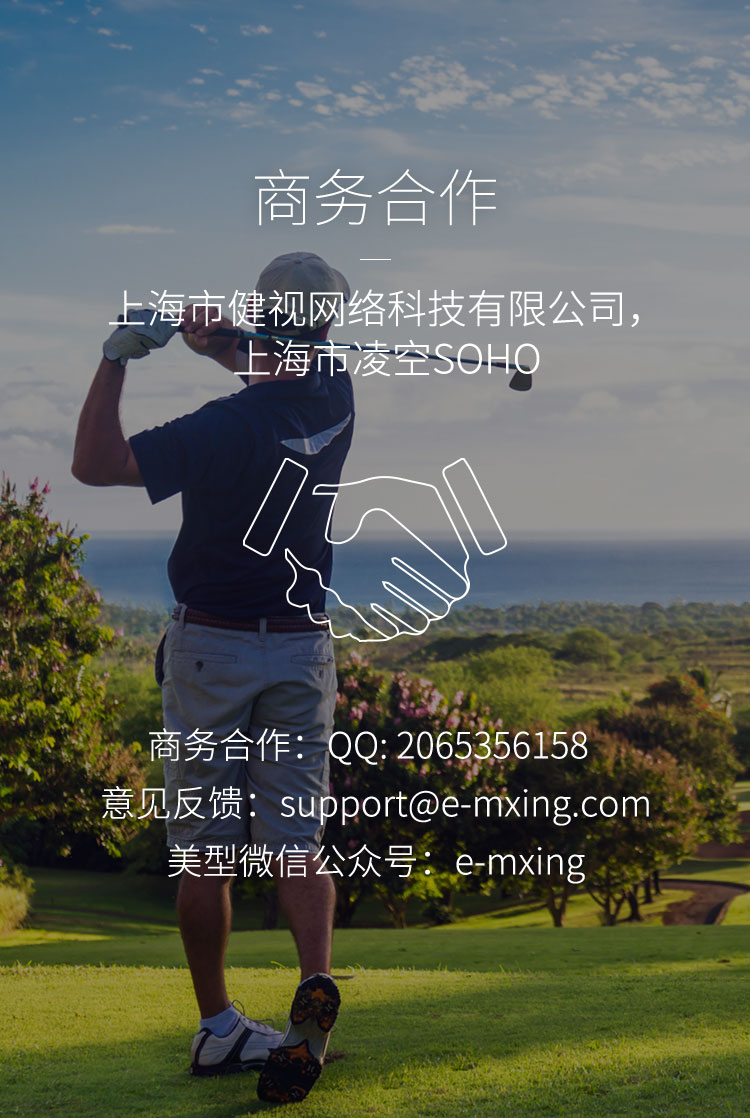 商务合作
上海市健视网络科技有限公司，
上海市凌空SOHO
商务合作：QQ: 2065356158
意见反馈：support@e-mxing.com
美型微信公众号：e-mxing